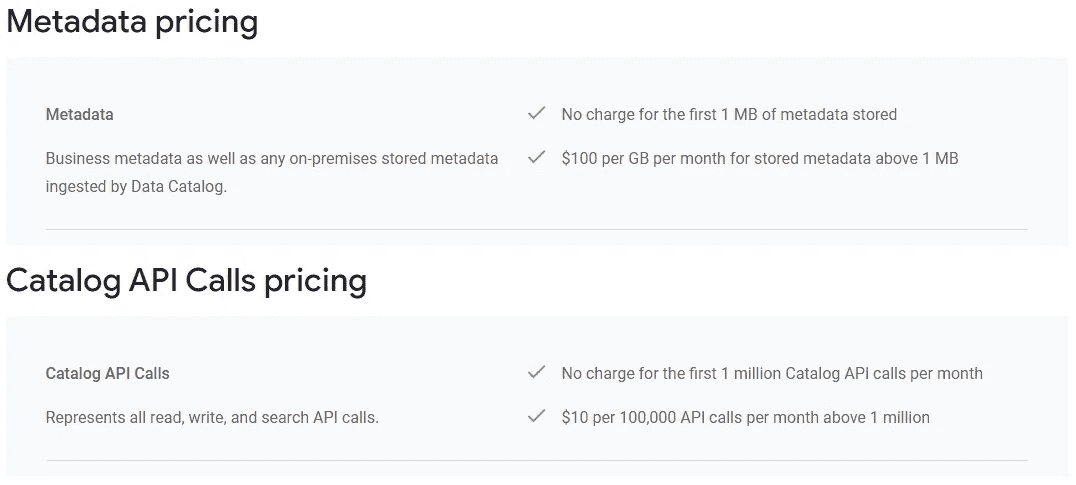 Metadata pricing
Metadata
No charge for the first 1 MB of metadata stored
Business metadata as well as any on-premises stored metadata
ingested by Data Catalog.
$100 per GB per month for stored metadata above 1 MB
Catalog API Calls pricing
Catalog API Calls
No charge for the first 1 million Catalog API calls per month
Represents all read, write, and search API calls.
$10 per 100,000 API calls per month above 1 million